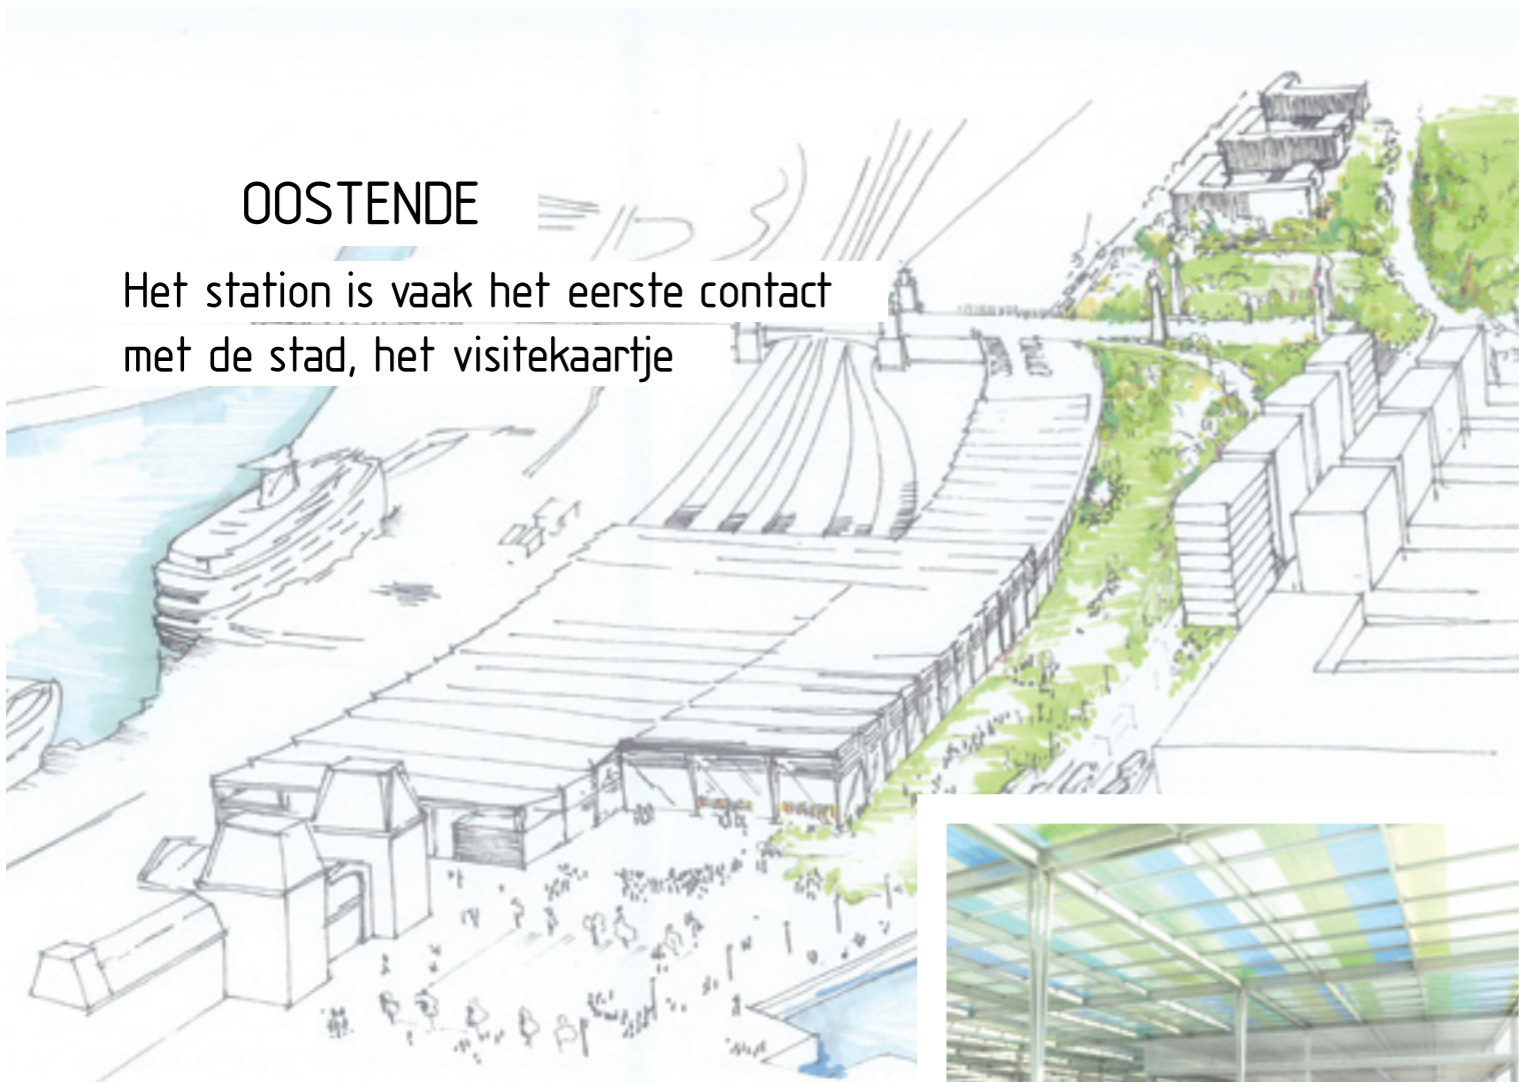 OOSTENDE
Het station is vaak het eerste contact
met de stad, het visitekaartje